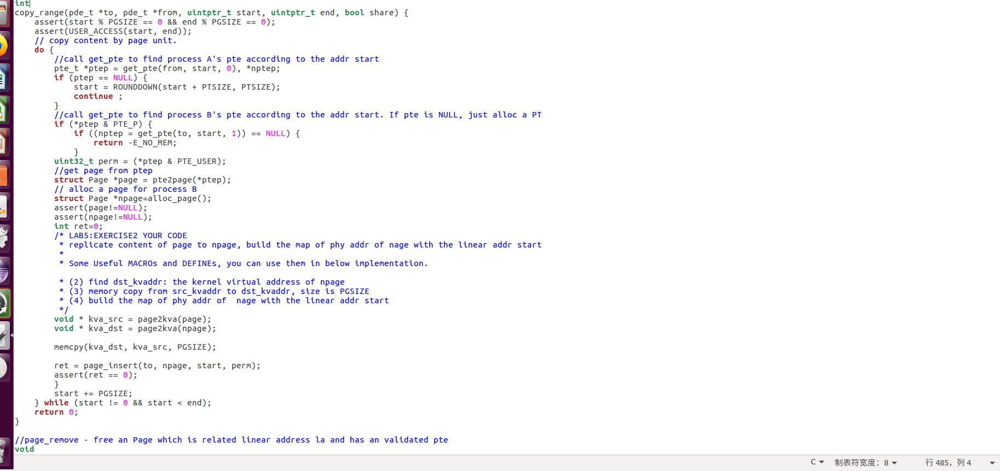 int
copy_range(pde_t *to, pde_t *from, uintptr_t start, uintptr_t end, bool share) {
    assert(start % PGSIZE == 0 && end % PGSIZE == 0);
    assert(USER_ACCESS(start, end));
    // copy content by page unit.
    do {
        //call get_pte to find process A's pte according to the addr start
        pte_t *ptep = get_pte(from, start, 0), *nptep;
        if (ptep == NULL) {
            start = ROUNDDOWN(start + PTSIZE, PTSIZE);
            continue ;
        }
        //call get_pte to find process B's pte according to the addr start. If pte is NULL, just alloc a PT
        if (*ptep & PTE_P) {
            if ((nptep = get_pte(to, start, 1)) == NULL) {
                return -E_NO_MEM;
            }
        uint32_t perm = (*ptep & PTE_USER);
        //get page from ptep
        struct Page *page = pte2page(*ptep);
        // alloc a page for process B
        struct Page *npage=alloc_page();
        assert(page!=NULL);
        assert(npage!=NULL);
        int ret=0;
        /* LAB5:EXERCISE2 YOUR CODE
         * replicate content of page to npage, build the map of phy addr of nage with the linear addr start
         *
         * Some Useful MACROs and DEFINEs, you can use them in below implementation.

         * (2) find dst_kvaddr: the kernel virtual address of npage
         * (3) memory copy from src_kvaddr to dst_kvaddr, size is PGSIZE
         * (4) build the map of phy addr of  nage with the linear addr start
         */
        void * kva_src = page2kva(page);
        void * kva_dst = page2kva(npage);

        memcpy(kva_dst, kva_src, PGSIZE);

        ret = page_insert(to, npage, start, perm);
        assert(ret == 0);
        }
        start += PGSIZE;
    } while (start != 0 && start < end);
    return 0;
}

//page_remove - free an Page which is related linear address la and has an validated pte
void
C 制表符宽度: 8 行 485, 列 4